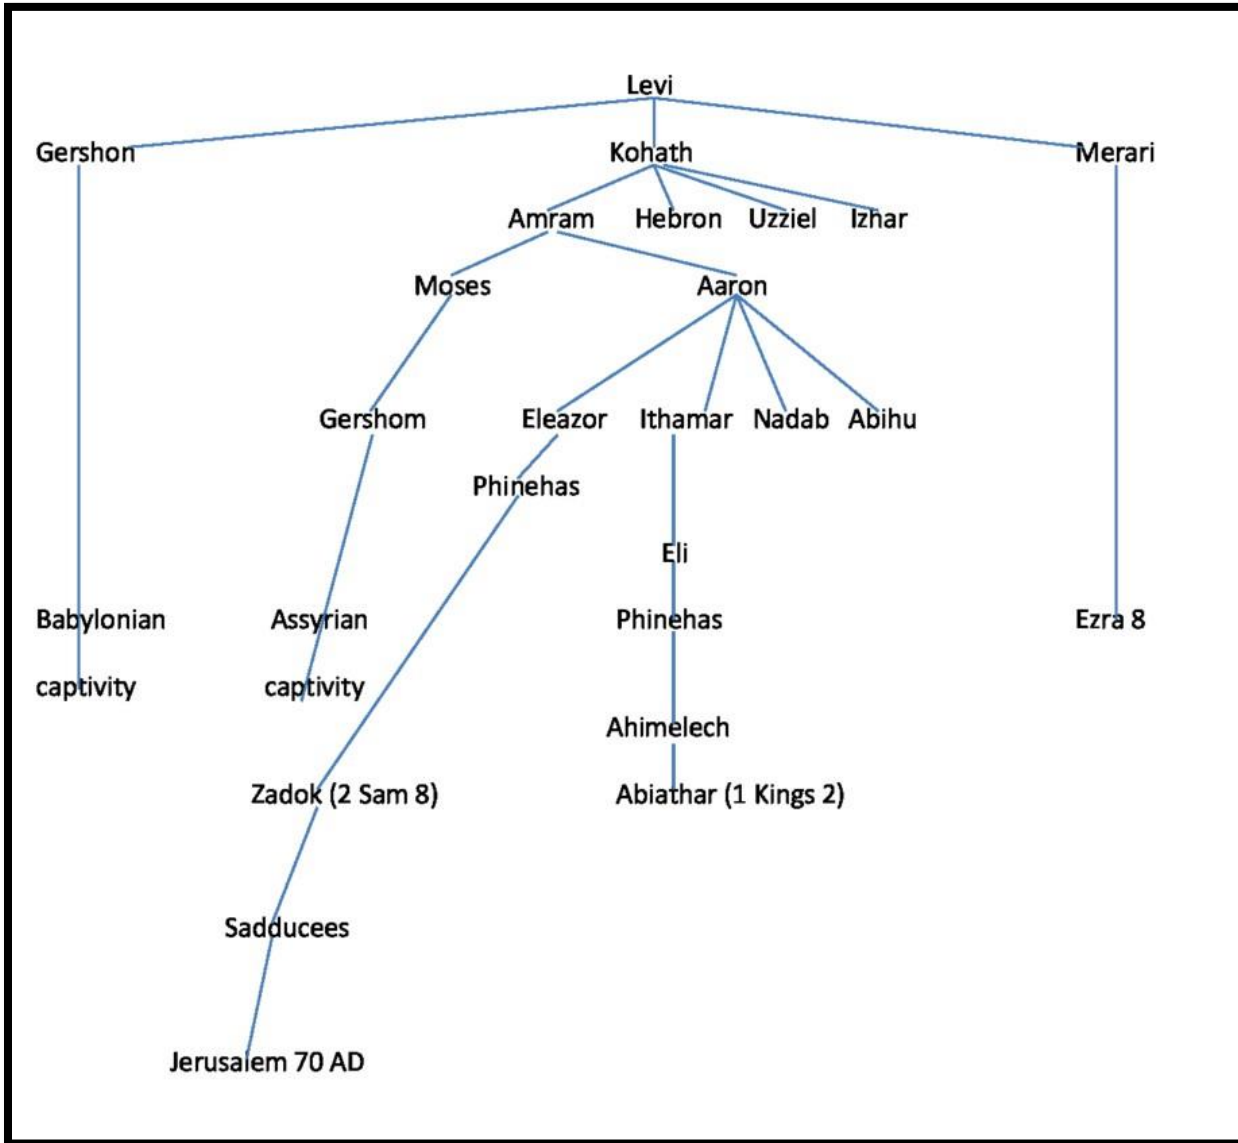 Levi
Gershon Kohath Merari
Amram Hebron Uzziel Izhar
Moses Aaron
Gershom Eleazor Ithamar Nadab Abihu
Phinehas
Eli
Babylonian Assyrian Phinehas Ezra 8
captivity captivity
Ahimelech
Zadok (2 Sam 8) Abiathar (1 Kings 2)
Sadducees
Jerusalem 70 AD